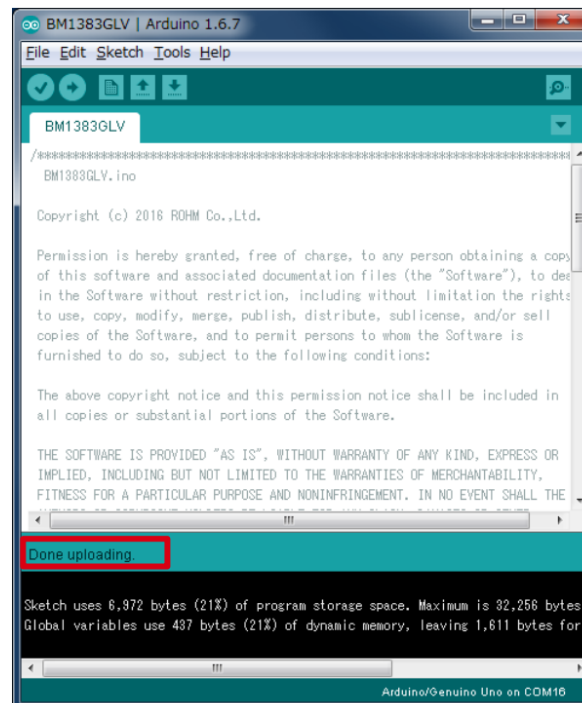 BM1383GLV | Arduino 1.6.7
File Edit Sketch Tools Help
BM1383GLV
BM1383GLV.ino
Copyright (c) 2016 ROHM Co.,Ltd.
Permission is hereby granted, free of charge, to any person obtaining a copy
of this software and associated documentation files (the "Software"), to dea
in the Software without restriction, including without limitation the rights
to use, copy, modify, merge, publish, distribute, sublicense, and/or sell
copies of the Software, and to permit persons to whom the Software is
furnished to do so, subject to the following conditions:
The above copyright notice and this permission notice shall be included in
all copies or substantial portions of the Software.
THE SOFTWARE IS PROVIDED "AS IS", WITHOUT WARRANTY OF ANY KIND, EXPRESS OR
IMPLIED, INCLUDING BUT NOT LIMITED TO THE WARRANTIES OF MERCHANTABILITY,
FITNESS FOR A PARTICULAR PURPOSE AND NONINFRINGEMENT. IN NO EVENT SHALL THE
Done uploading.
Sketch uses 6,972 bytes (21%) of program storage space. Maximum is 32,256 bytes
Global variables use 437 bytes (21%) of dynamic memory, leaving 1,611 bytes for
Arduino/Genuino Uno on COM16